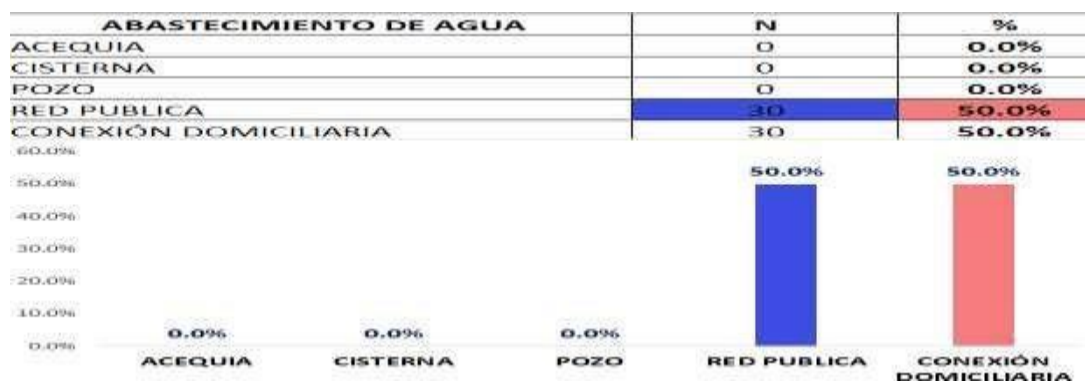 ABASTECIMIENTO DE AGUA N %
ACEQUIA 0 0.0%
CISTERNA 0 0.0%
POZO 0 0.0%
RED PUBLICA 30 50.0%
CONEXIÓN DOMICILIARIA 30 50.0%
60.0%
50.0%
40.0%
30.0%
20.0%
10.0%
0.0%
0.0% 0.0% 0.0% 50.0% 50.0%
ACEQUIA CISTERNA POZO RED PUBLICA CONEXIÓN
DOMICILIARIA